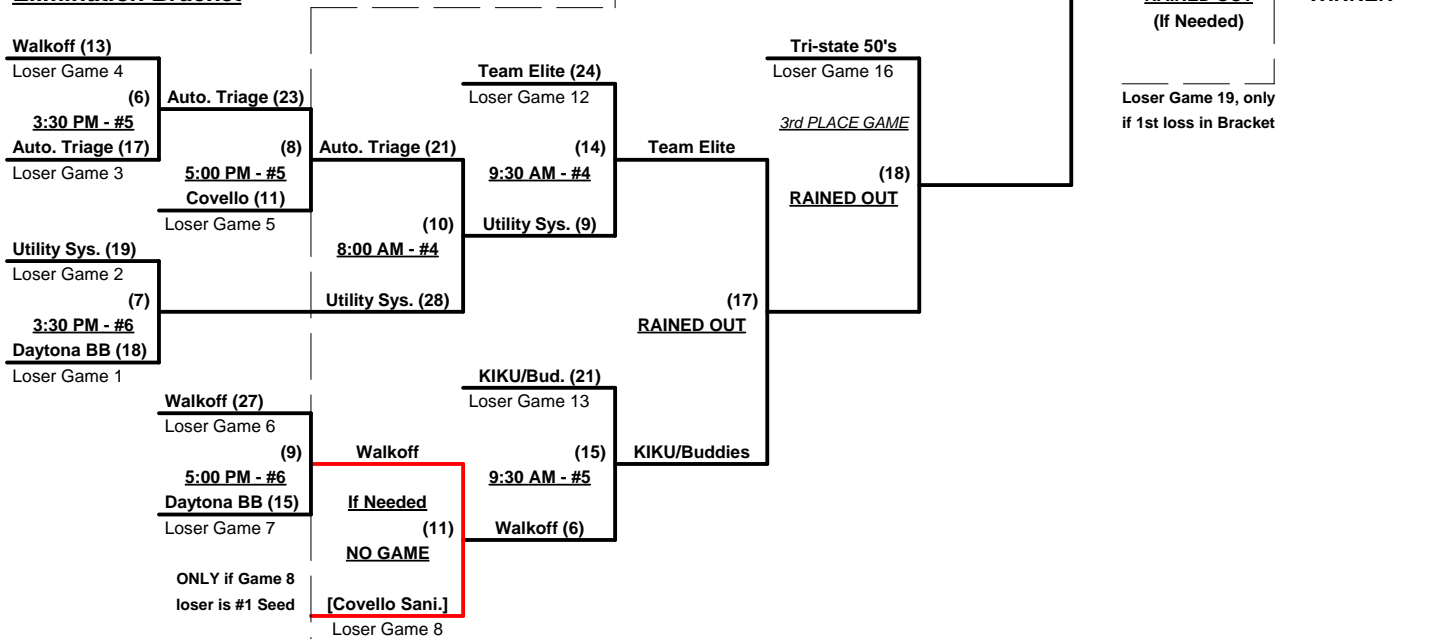 Elimination Bracket
RAINED OUT
WINNER
(If Needed)
Walkoff (13)
Loser Game 4
(6)
3:30 PM - #5
Auto. Triage (17)
Loser Game 3
Auto. Triage (23)
(8)
5:00 PM - #5
Covello (11)
Loser Game 5
Utility Sys. (19)
Loser Game 2
(7)
3:30 PM - #6
Daytona BB (18)
Loser Game 1
Auto. Triage (21)
(10)
8:00 AM - #4
Utility Sys. (28)
Team Elite (24)
Loser Game 12
(14)
9:30 AM - #4
Utility Sys. (9)
Team Elite
(17)
RAINED OUT
KIKU/Buddies
Tri-state 50's
Loser Game 16
3rd PLACE GAME
(18)
RAINED OUT
Loser Game 19, only
if 1st loss in Bracket
Walkoff (27)
Loser Game 6
(9)
5:00 PM - #6
Daytona BB (15)
Loser Game 7
Walkoff
If Needed
(11)
NO GAME
ONLY if Game 8
loser is #1 Seed
[Covello Sani.]
Loser Game 8
KIKU/Bud. (21)
Loser Game 13
(15)
9:30 AM - #5
Walkoff (6)